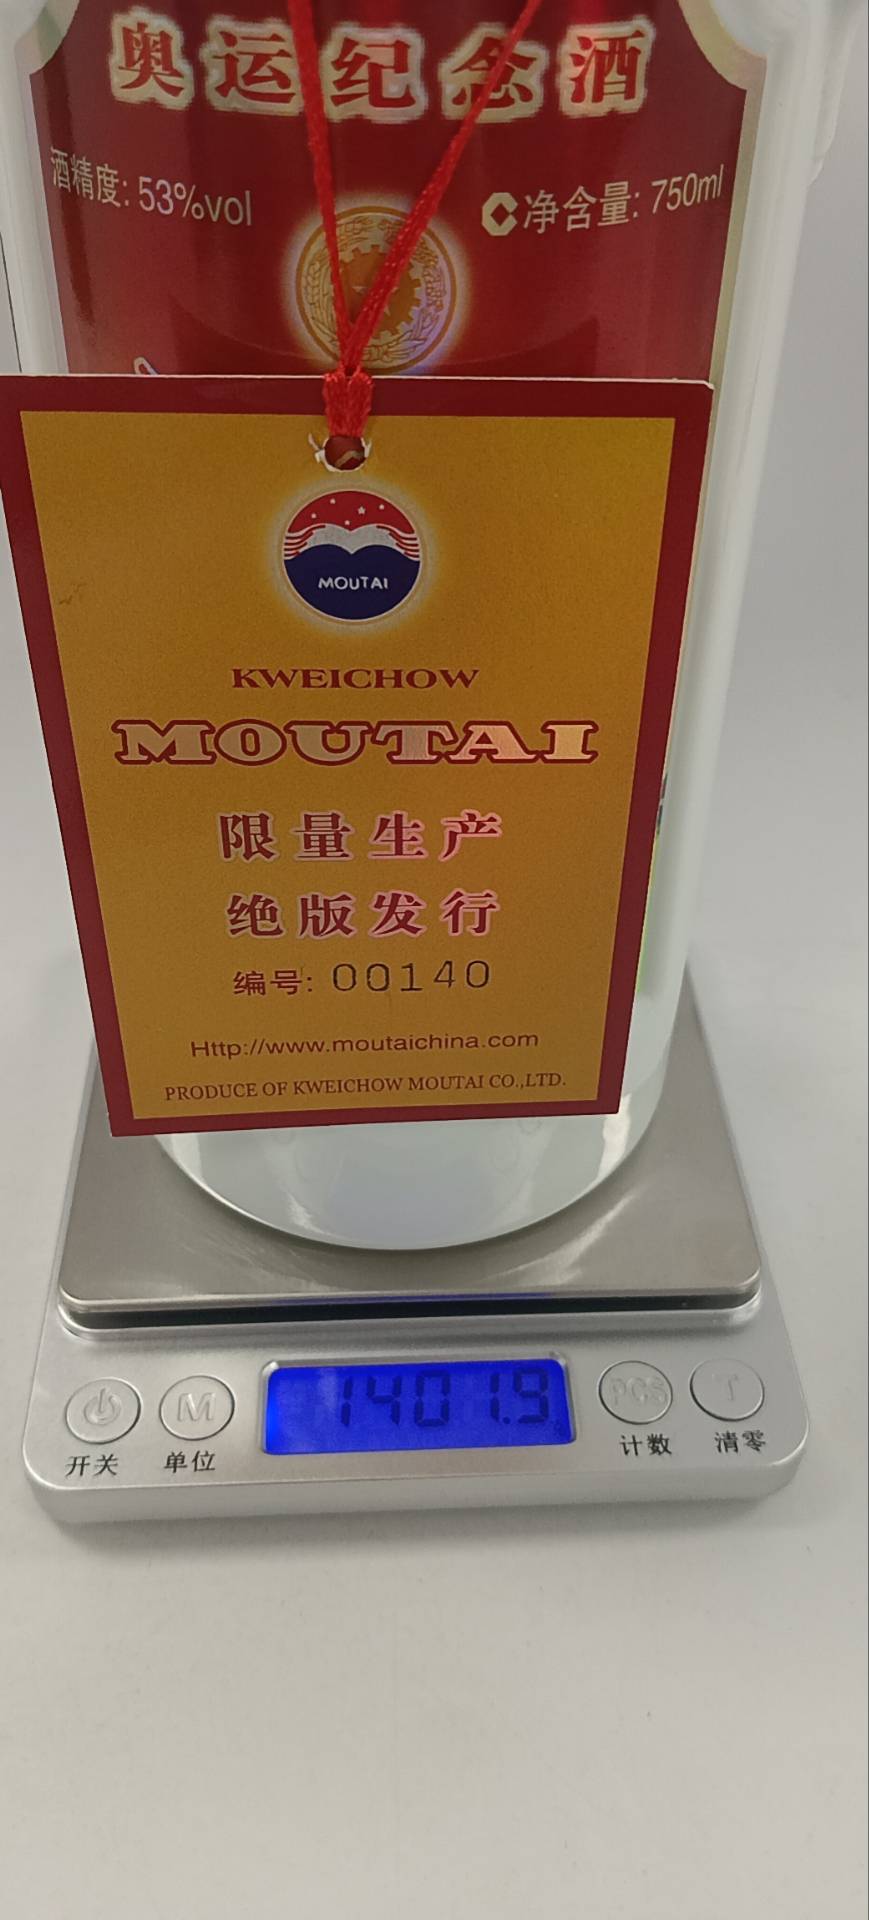 奥运纪念酒
酒精度: 53%vol
净含量: 750ml
MOUTAI
KWEICHOW
MOUTAI
限量生产
绝版发行
编号: 00140
Http://www.moutaichina.com
PRODUCE OF KWEICHOW MOUTAI CO.,LTD.
1401.9
M
PCS
T
开关
单位
计数
清零